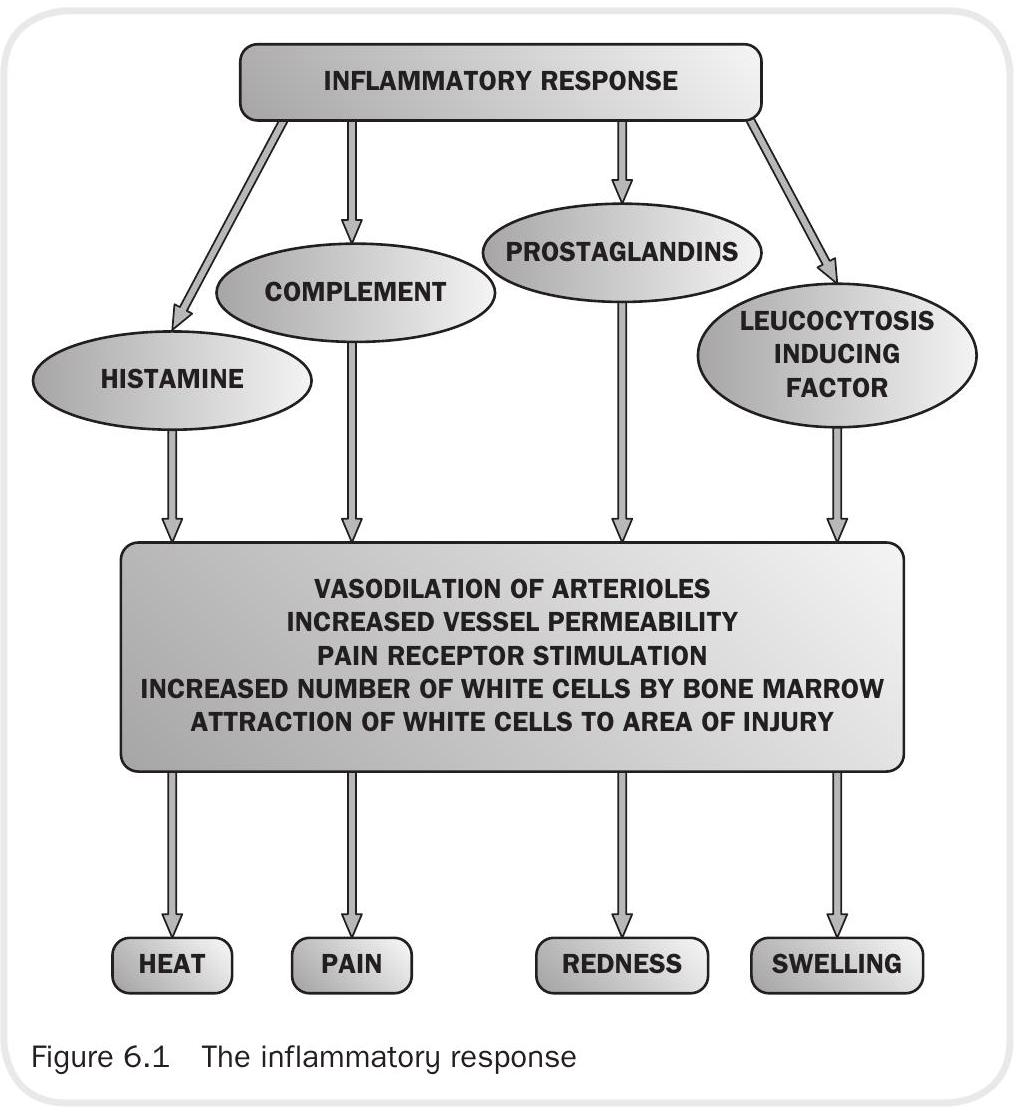 INFLAMMATORY RESPONSE
HISTAMINE
COMPLEMENT
PROSTAGLANDINS
LEUCOCYTOSIS
INDUCING
FACTOR
VASODILATION OF ARTERIOLES
INCREASED VESSEL PERMEABILITY
PAIN RECEPTOR STIMULATION
INCREASED NUMBER OF WHITE CELLS BY BONE MARROW
ATTRACTION OF WHITE CELLS TO AREA OF INJURY
HEAT
PAIN
REDNESS
SWELLING
Figure 6.1 The inflammatory response